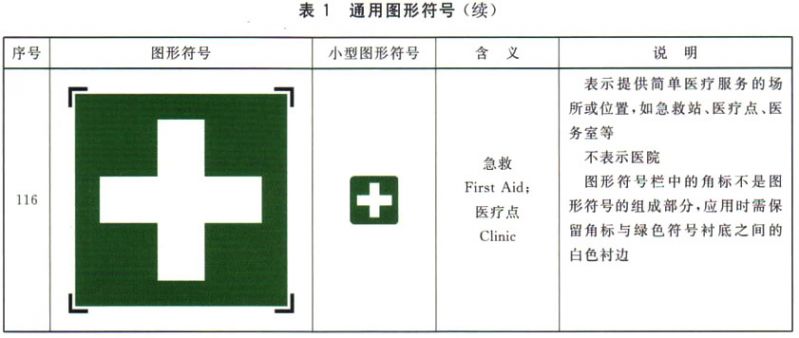 表 1 通用图形符号(续)
序号 图形符号 小型图形符号 含 义 说 明
116
急救
First Aid;
医疗点
Clinic
表示提供简单医疗服务的场
所或位置,如急救站、医疗点、医
务室等
不表示医院
图形符号栏中的角标不是图
形符号的组成部分,应用时需保
留角标与绿色符号衬底之间的
白色衬边